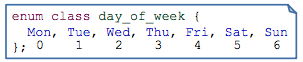 enum class day_of_week {
Mon, Tue, Wed, Thu, Fri, Sat, Sun
}; 0 1 2 3 4 5 6